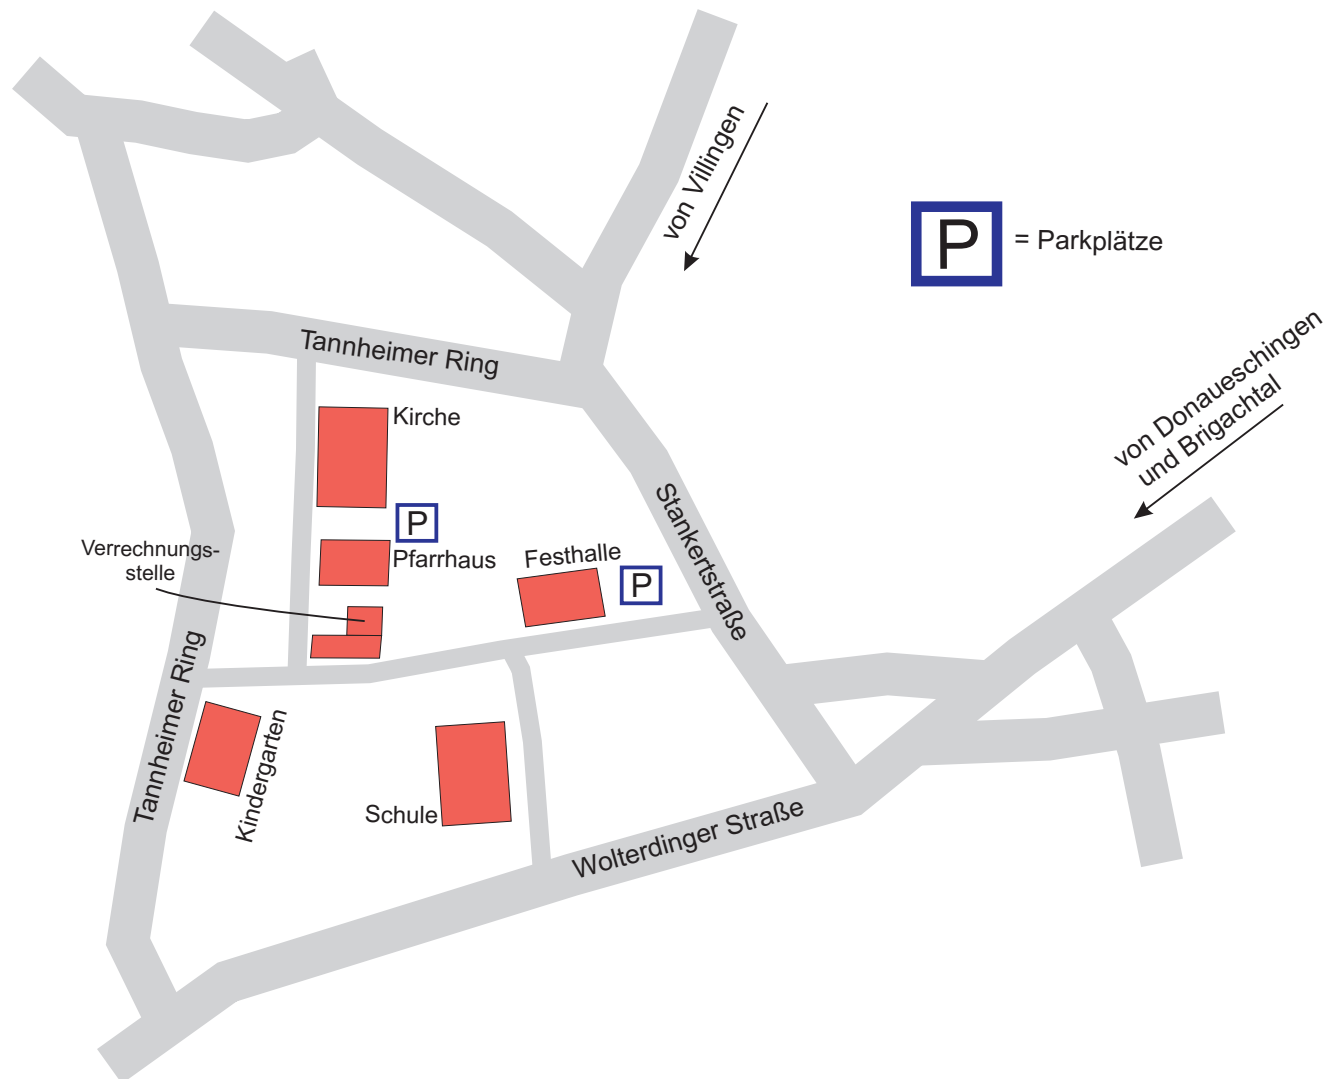 von Villingen
P
= Parkplätze
von Donaueschingen
und Brigachtal
Tannheimer Ring
Kirche
P
Pfarrhaus
Verrechnungs-
stelle
Festhalle
P
Stankertstraße
Tannheimer Ring
Kindergarten
Schule
Wolterdinger Straße